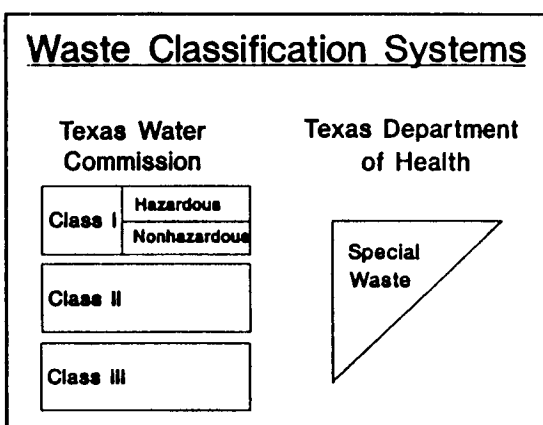 Waste Classification Systems
Texas Water
Commission
Class I
Hazardous
Nonhazardous
Class II
Class III
Texas Department
of Health
Special
Waste